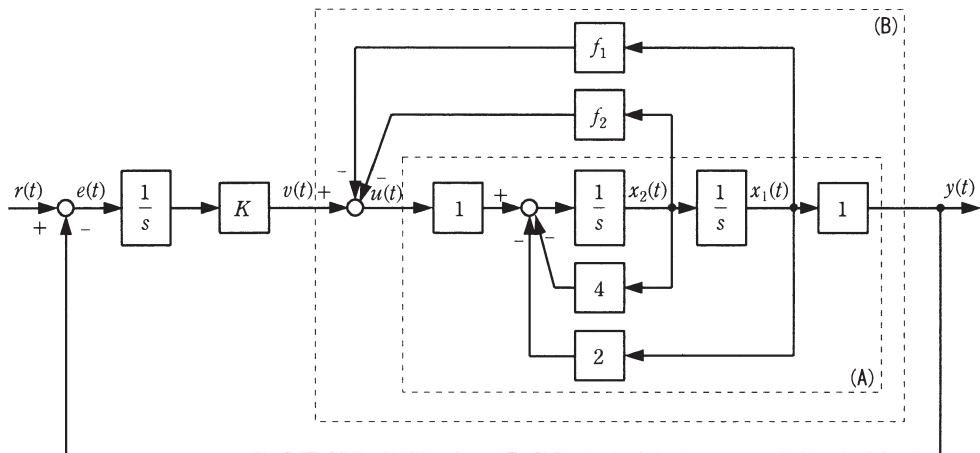 (B)
f₁
f₂
r(t)
e(t)
1
s
K
v(t)
+
−
−
u(t)
1
+
1
s
x₂(t)
1
s
x₁(t)
1
y(t)
+
−
−
−
4
2
(A)